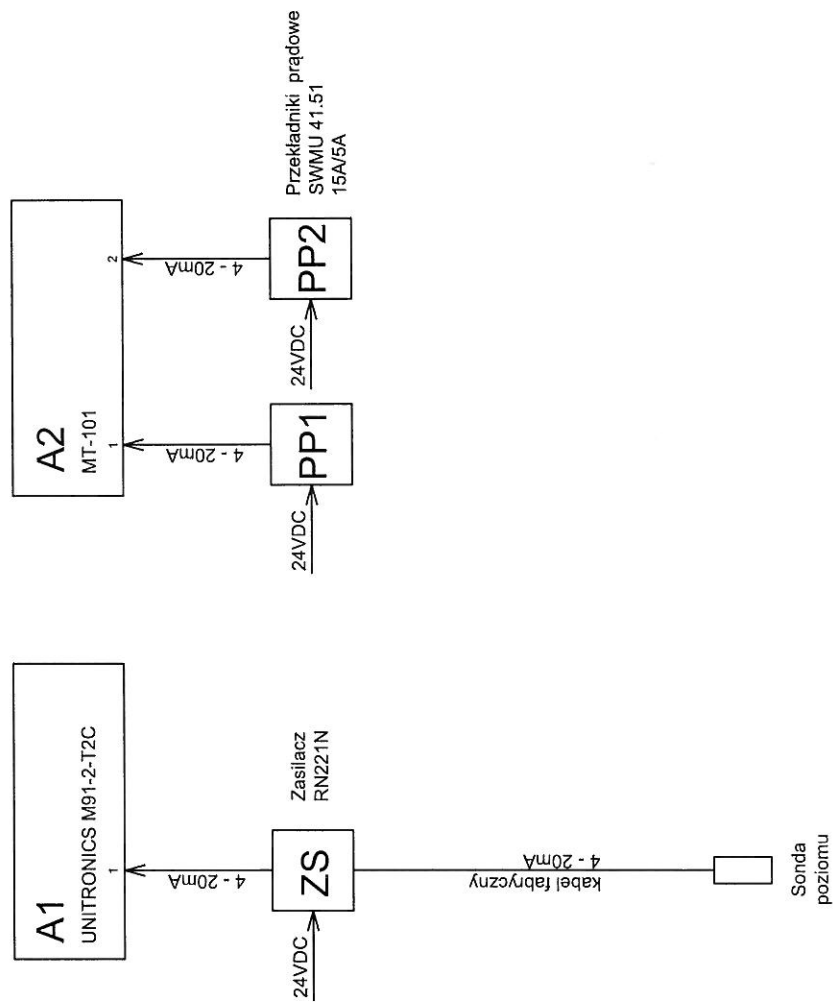 A1
UNITRONICS M91-2-T2C
1
4 - 20mA
24VDC
ZS
Zasilacz
RN221N
kabel fabryczny
4 - 20mA
Sonda
poziomu
A2
MT-101
1
2
4 - 20mA
4 - 20mA
24VDC
PP1
24VDC
PP2
Przekładniki prądowe
SWMU 41.51
15A/5A